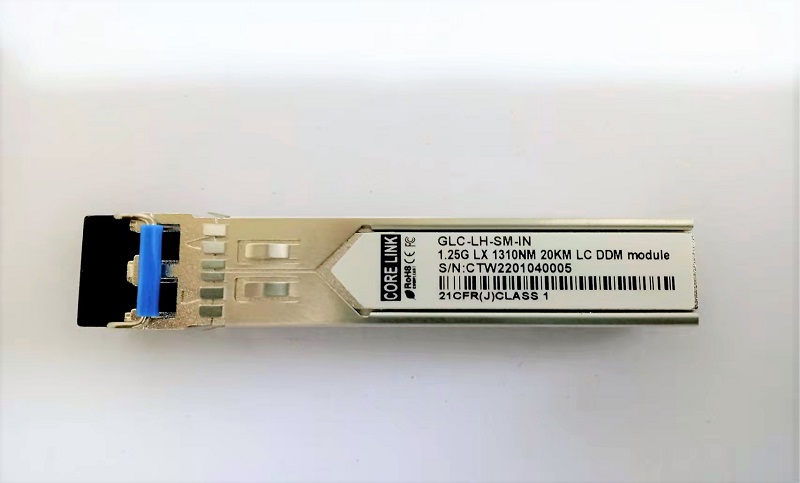 CORE LINK
RoHS
CE FC
GLC-LH-SM-IN
1.25G LX 1310NM 20KM LC DDM module
S/N:CTW2201040005
21CFR(J)CLASS 1